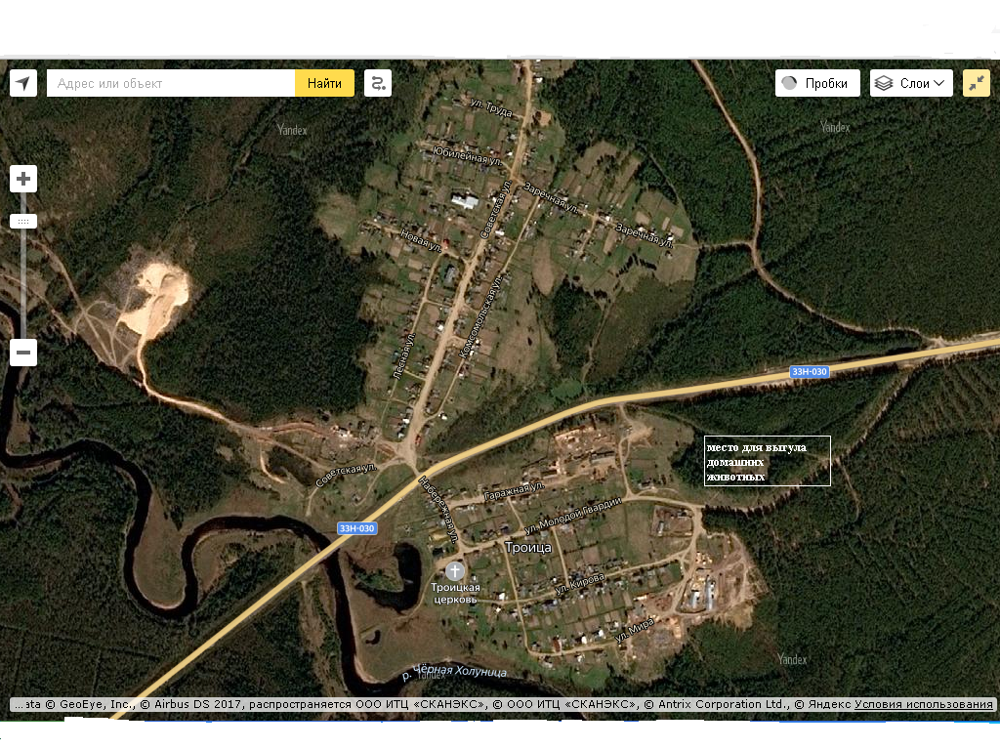 Адрес или объект
Найти
Пробки
Слои
Yandex
Yandex
ул. Труда
Юбилейная ул.
Советская ул.
Заречная ул.
Заречная ул.
Новая ул.
Комсомольская ул.
Лесная ул.
33Н-030
место для выгула
домашних
животных
Советская ул.
Набережная ул.
Гаражная ул.
ул. Молодой Гвардии
33Н-030
Троица
Троицкая
церковь
ул. Кирова
ул. Мира
Yandex
р. Чёрная Холуница
Yandex
...ata © GeoEye, Inc., © Airbus DS 2017, распространяется ООО ИТЦ «СКАНЭКС», © ООО ИТЦ «СКАНЭКС», © Antrix Corporation Ltd., © Яндекс Условия использования